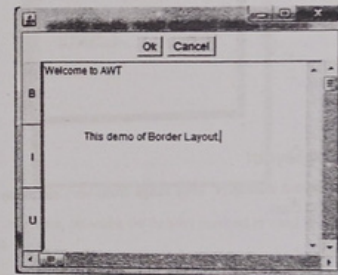 Ok Cancel
Welcome to AWT
B
This demo of Border Layout.
I
U